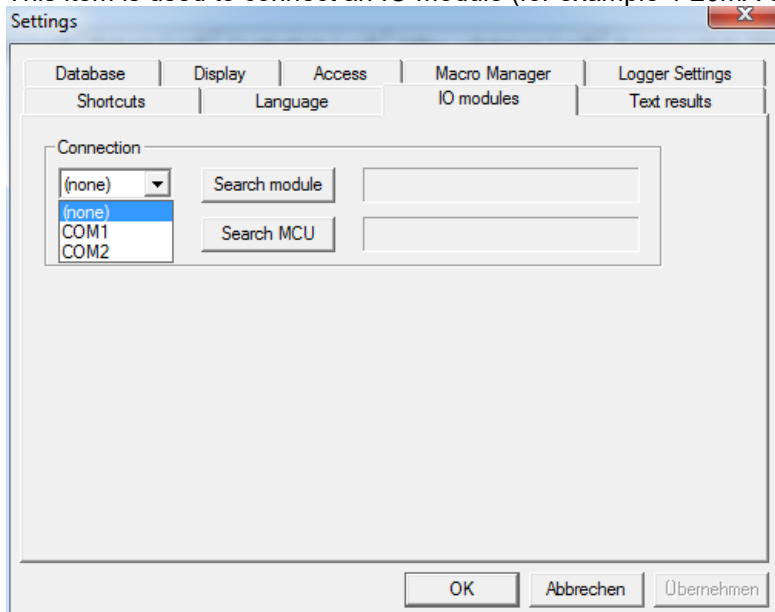 Settings
Database Display Access Macro Manager Logger Settings
Shortcuts Language IO modules Text results
Connection
(none) Search module
(none)
COM1 Search MCU
COM2
OK Abbrechen Übernehmen